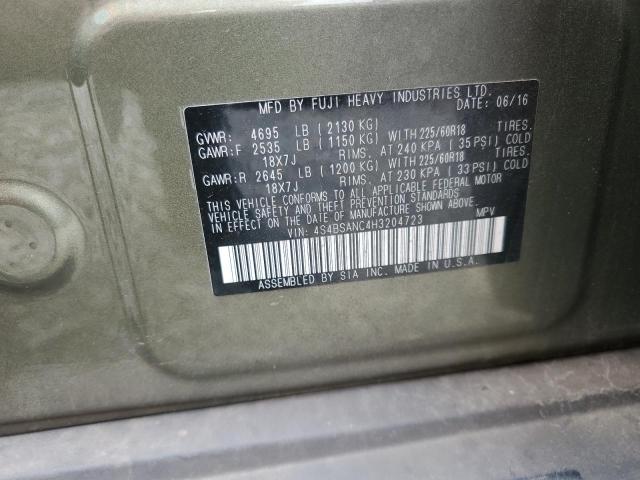 MFD BY FUJI HEAVY INDUSTRIES LTD.
DATE: 06/16
GVWR: 4695 LB ( 2130 KG)
GAWR:F 2535 LB ( 1150 KG) WITH 225/60R18 TIRES.
18X7J RIMS. AT 240 KPA ( 35 PSI) COLD
GAWR:R 2645 LB ( 1200 KG) WITH 225/60R18 TIRES.
18X7J RIMS. AT 230 KPA ( 33 PSI) COLD
THIS VEHICLE CONFORMS TO ALL APPLICABLE FEDERAL MOTOR
VEHICLE SAFETY AND THEFT PREVENTION STANDARDS
IN EFFECT ON THE DATE OF MANUFACTURE SHOWN ABOVE.
VIN: 4S4BSANC4H3204723 MPV
ASSEMBLED BY SIA INC. MADE IN U.S.A.